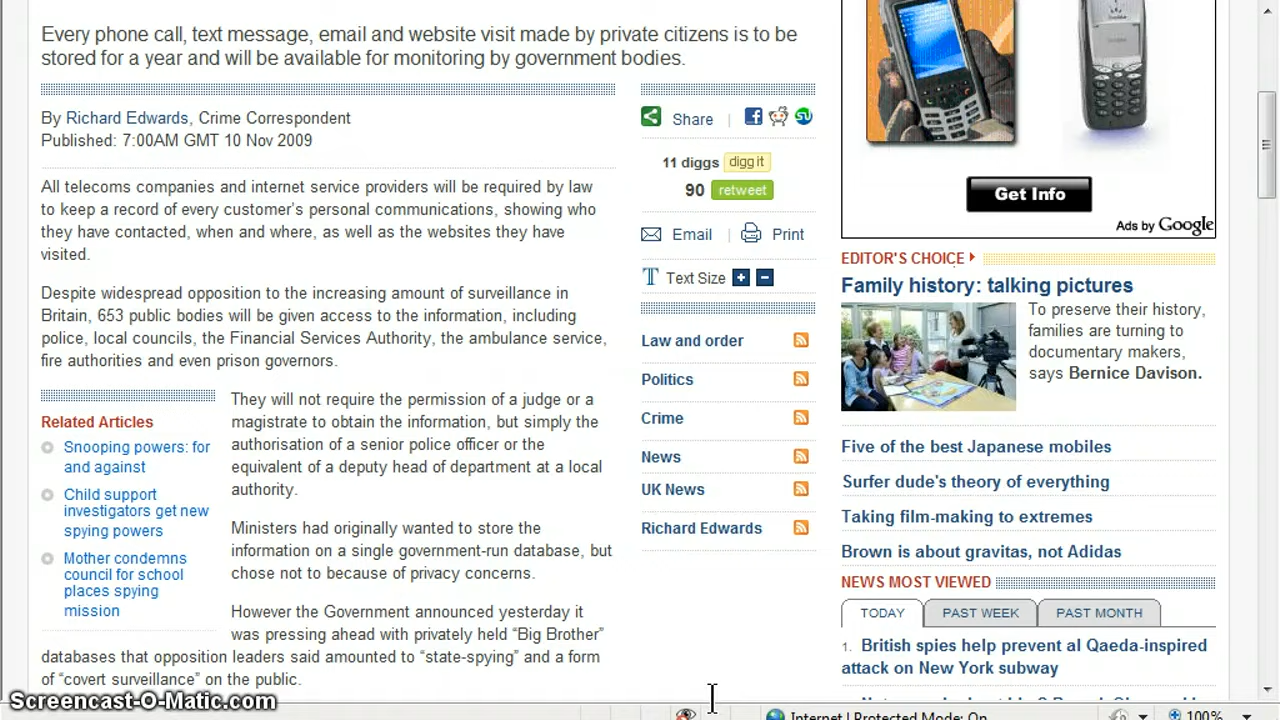 Every phone call, text message, email and website visit made by private citizens is to be
stored for a year and will be available for monitoring by government bodies.
By Richard Edwards, Crime Correspondent
Published: 7:00AM GMT 10 Nov 2009
All telecoms companies and internet service providers will be required by law
to keep a record of every customer's personal communications, showing who
they have contacted, when and where, as well as the websites they have
visited.
Despite widespread opposition to the increasing amount of surveillance in
Britain, 653 public bodies will be given access to the information, including
police, local councils, the Financial Services Authority, the ambulance service,
fire authorities and even prison governors.
Related Articles
Snooping powers: for
and against
Child support
investigators get new
spying powers
Mother condemns
council for school
places spying
mission
They will not require the permission of a judge or a
magistrate to obtain the information, but simply the
authorisation of a senior police officer or the
equivalent of a deputy head of department at a local
authority.
Ministers had originally wanted to store the
information on a single government-run database, but
chose not to because of privacy concerns.
However the Government announced yesterday it
was pressing ahead with privately held “Big Brother”
databases that opposition leaders said amounted to “state-spying” and a form
of “covert surveillance” on the public.
Share
11 diggs digg it
90 retweet
Email | Print
Text Size
Law and order
Politics
Crime
News
UK News
Richard Edwards
Get Info
Ads by Google
EDITOR'S CHOICE
Family history: talking pictures
To preserve their history,
families are turning to
documentary makers,
says Bernice Davison.
Five of the best Japanese mobiles
Surfer dude's theory of everything
Taking film-making to extremes
Brown is about gravitas, not Adidas
NEWS MOST VIEWED
TODAY PAST WEEK PAST MONTH
1. British spies help prevent al Qaeda-inspired
attack on New York subway
Screencast-O-Matic.com
Internet | Protected Mode: On
100%